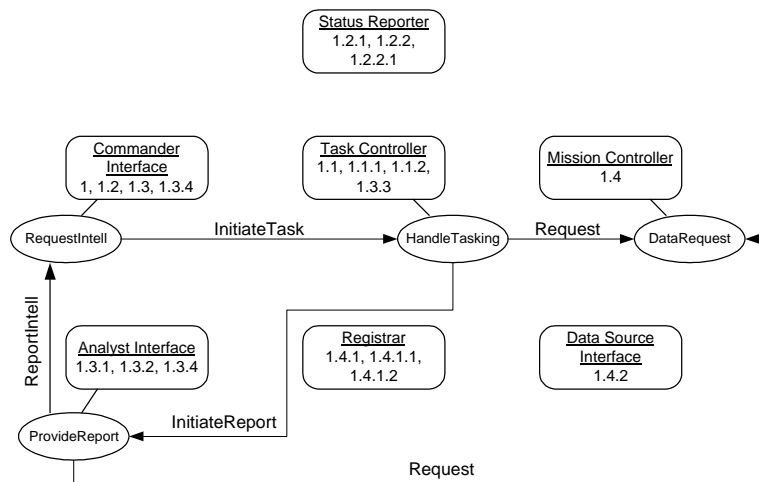 Status Reporter
1.2.1, 1.2.2,
1.2.2.1
Commander
Interface
1, 1.2, 1.3, 1.3.4
Task Controller
1.1, 1.1.1, 1.1.2,
1.3.3
Mission Controller
1.4
RequestIntell
InitiateTask
HandleTasking
Request
DataRequest
ReportIntell
Analyst Interface
1.3.1, 1.3.2, 1.3.4
Registrar
1.4.1, 1.4.1.1,
1.4.1.2
Data Source
Interface
1.4.2
InitiateReport
ProvideReport
Request